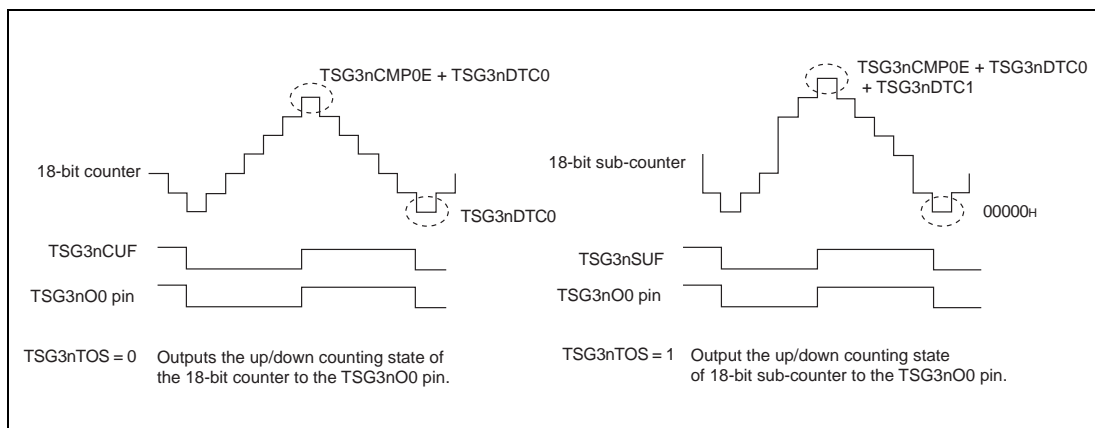 TSG3nCMP0E + TSG3nDTC0
18-bit counter
TSG3nDTC0
TSG3nCUF
TSG3nO0 pin
TSG3nTOS = 0 Outputs the up/down counting state of
the 18-bit counter to the TSG3nO0 pin.
TSG3nCMP0E + TSG3nDTC0
+ TSG3nDTC1
18-bit sub-counter
00000H
TSG3nSUF
TSG3nO0 pin
TSG3nTOS = 1 Output the up/down counting state
of 18-bit sub-counter to the TSG3nO0 pin.